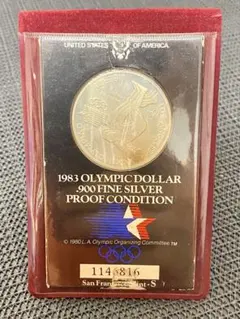 UNITED STATES OF AMERICA
1983 OLYMPIC DOLLAR
.900 FINE SILVER
PROOF CONDITION
© 1980 L.A. Olympic Organizing Committee TM
San Francisco Mint - S